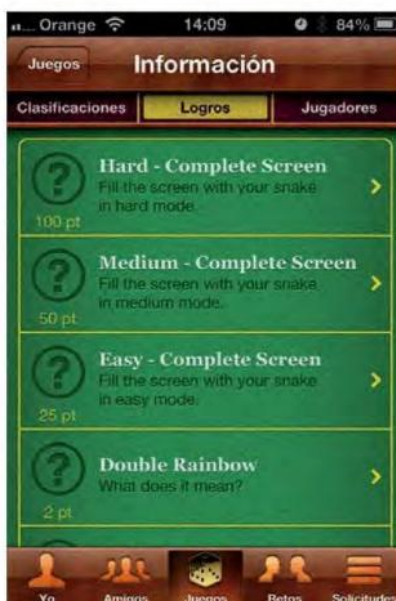 Orange 14:09 84%
Juegos Información
Clasificaciones Logros Jugadores
Hard - Complete Screen
Fill the screen with your snake
in hard mode.
100 pt
Medium - Complete Screen
Fill the screen with your snake
in medium mode.
50 pt
Easy - Complete Screen
Fill the screen with your snake
in easy mode.
25 pt
Double Rainbow
What does it mean?
2 pt
Yo Amigos Juegos Retos Solicitudes